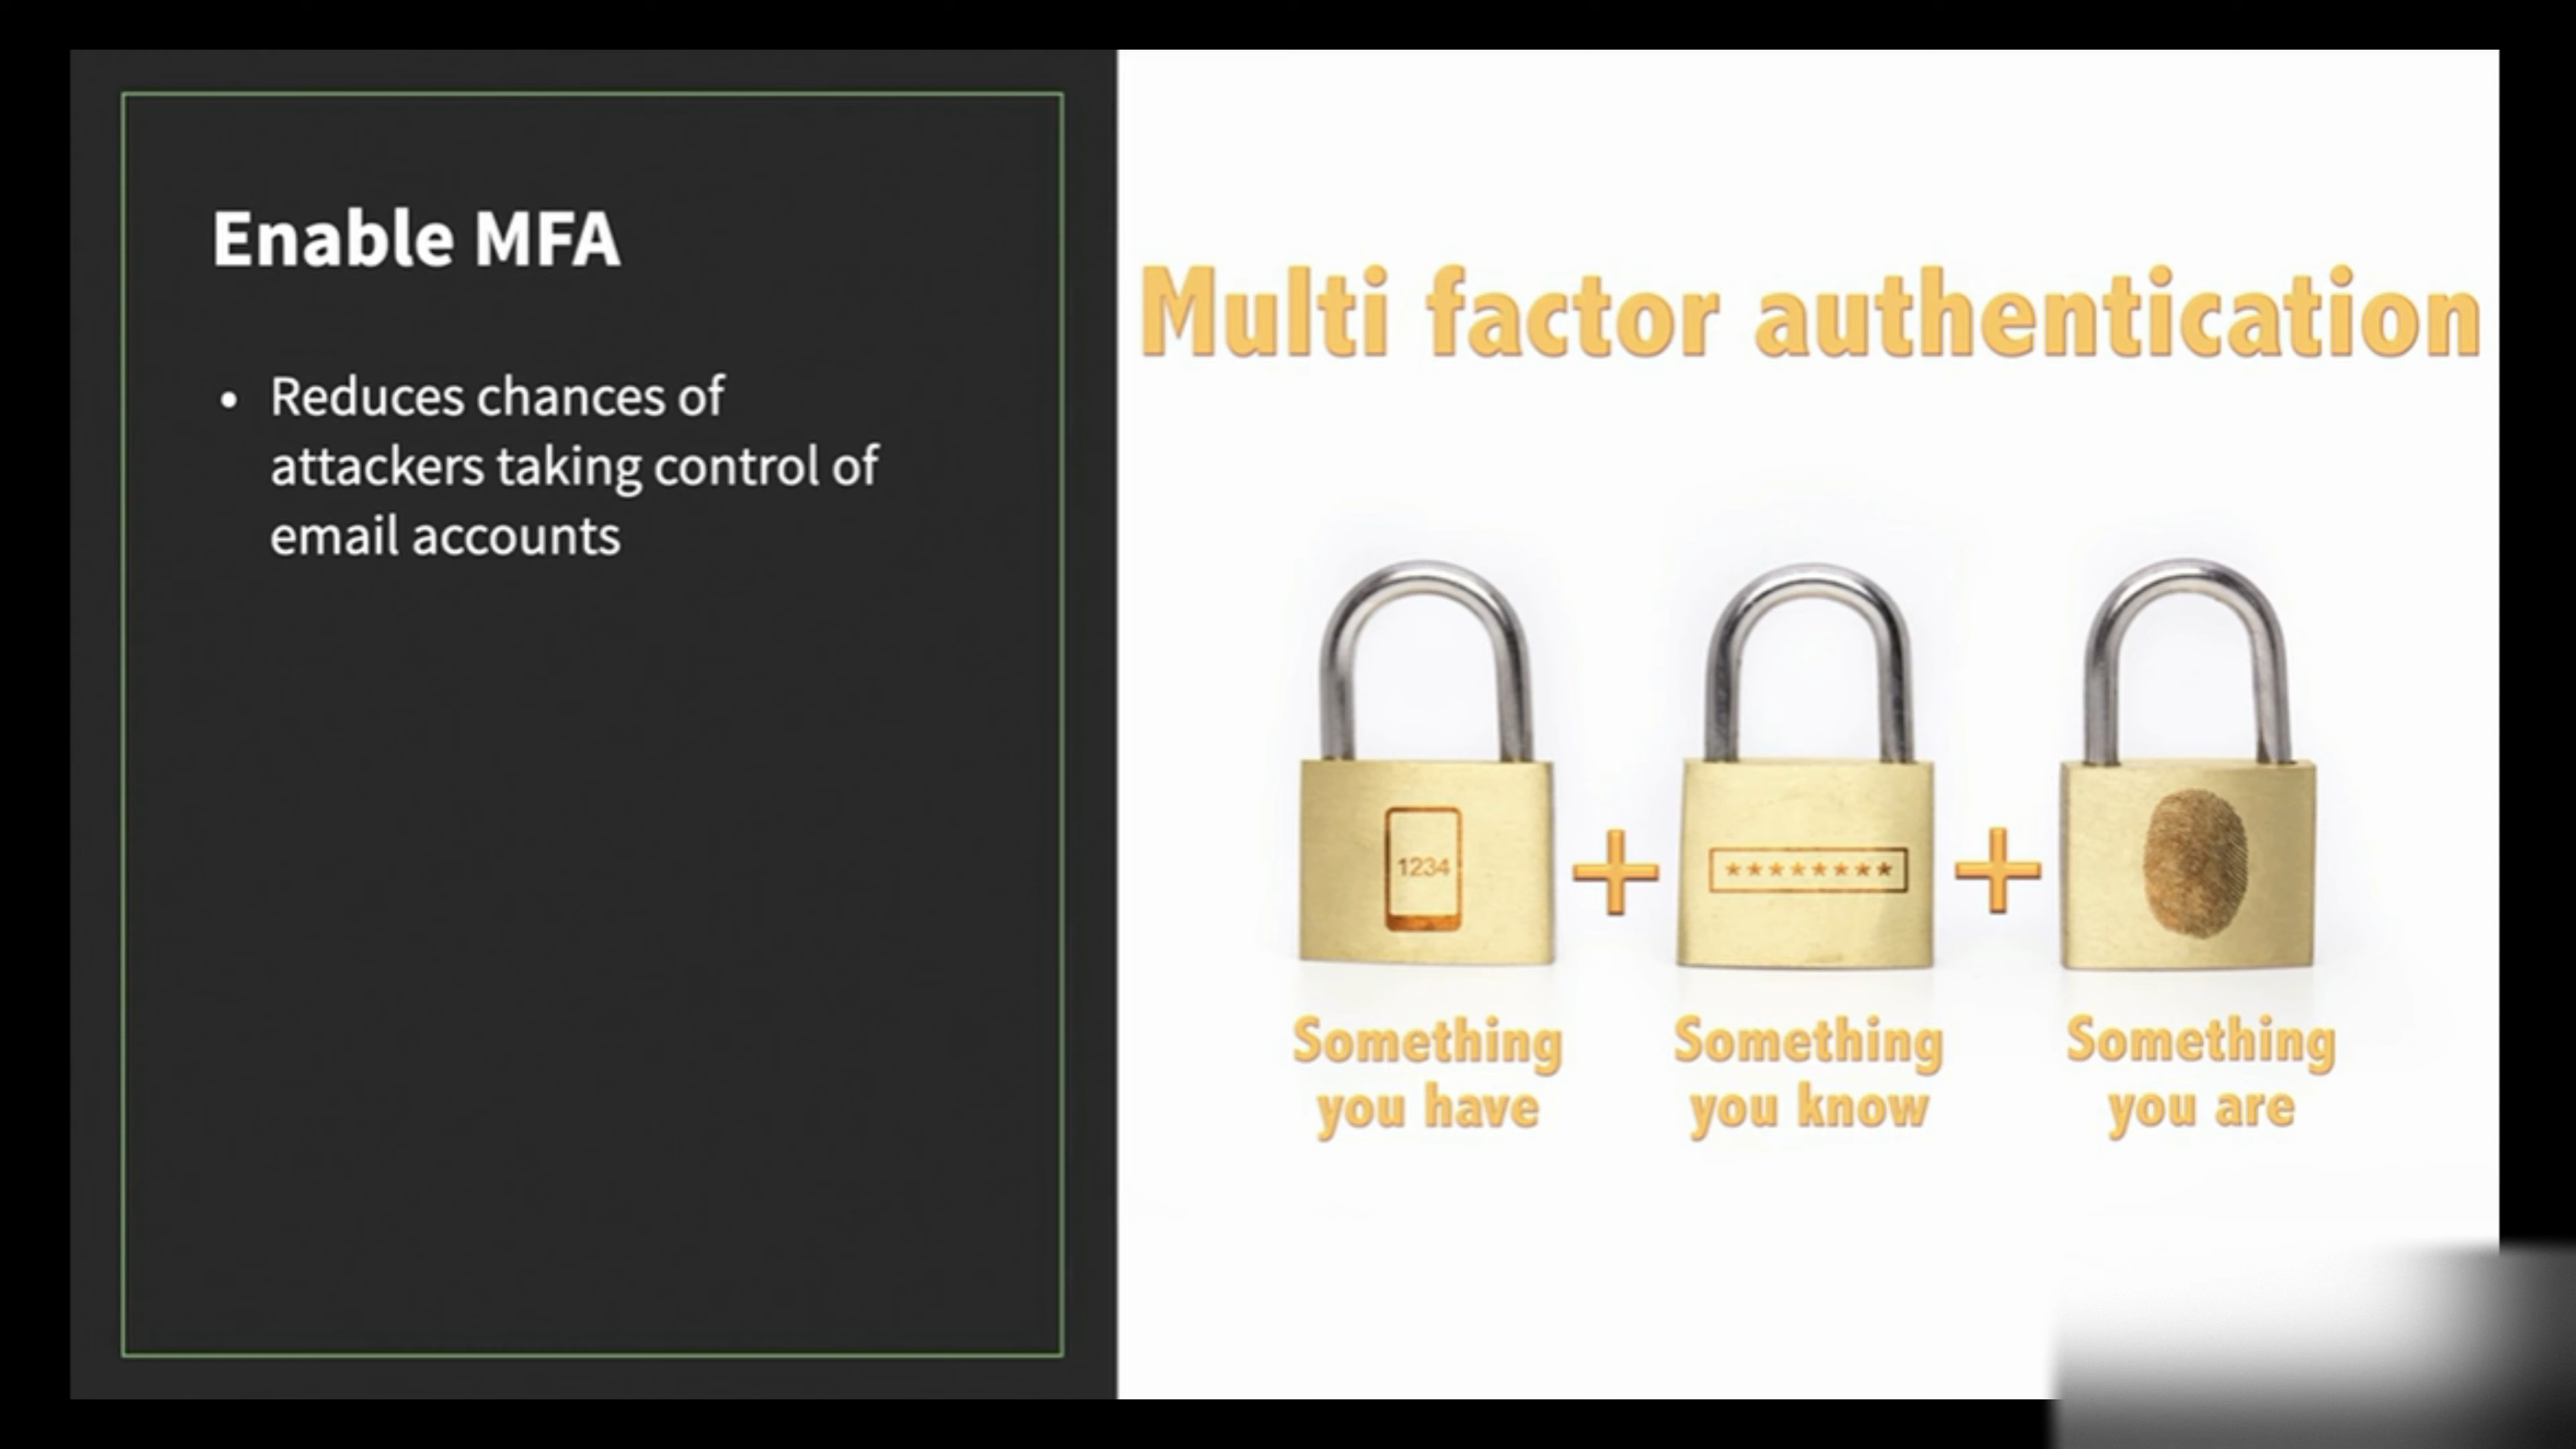 Enable MFA
• Reduces chances of
attackers taking control of
email accounts
Multi factor authentication
1234
********
Something
you have
Something
you know
Something
you are